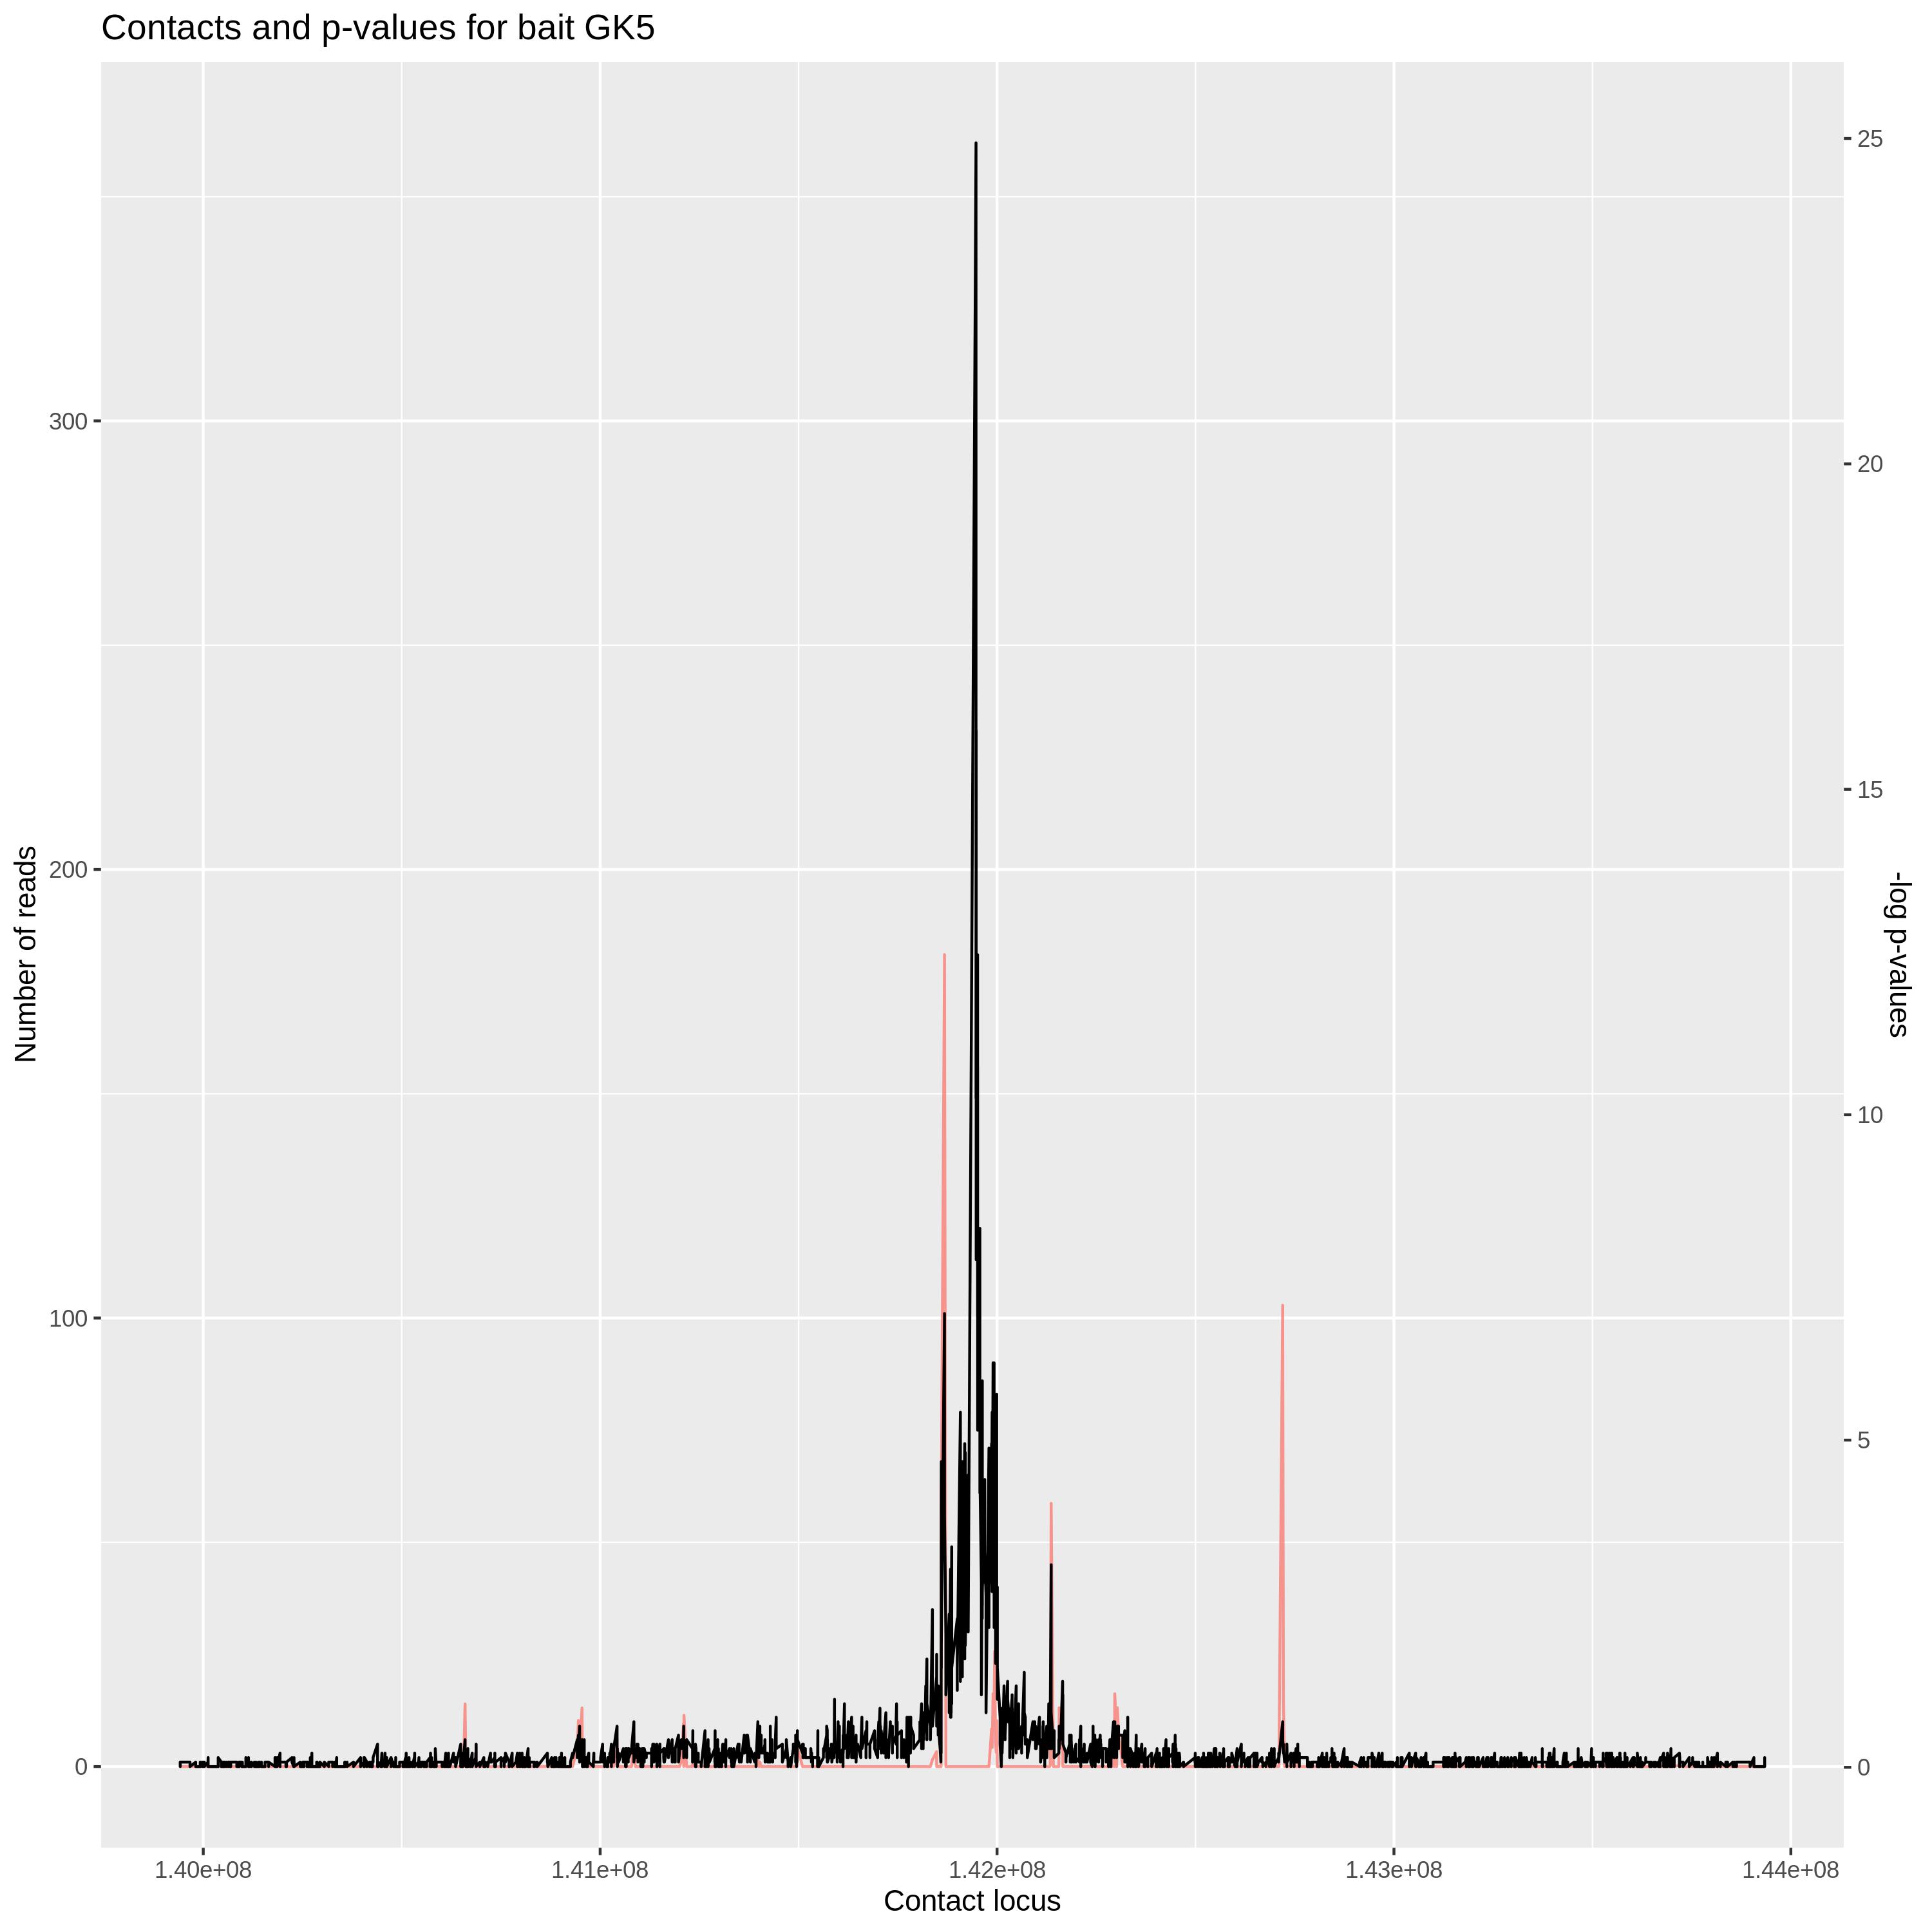 Contacts and p-values for bait GK5
Number of reads
300
200
100
0
25
20
15
10
5
0
-log p-values
1.40e+08
1.41e+08
1.42e+08
1.43e+08
1.44e+08
Contact locus